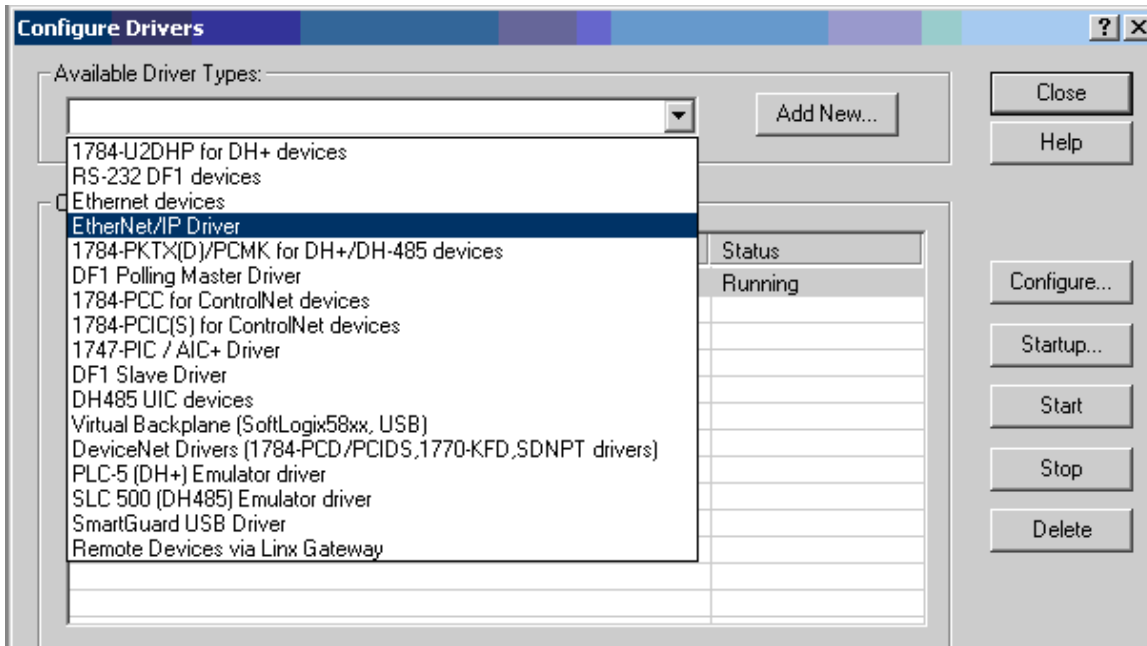 Configure Drivers
Available Driver Types:
Add New...
Close
Help
1784-U2DHP for DH+ devices
RS-232 DF1 devices
Ethernet devices
EtherNet/IP Driver
1784-PKTX(D)/PCMK for DH+/DH-485 devices
DF1 Polling Master Driver
1784-PCC for ControlNet devices
1784-PCIC(S) for ControlNet devices
1747-PIC / AIC+ Driver
DF1 Slave Driver
DH485 UIC devices
Virtual Backplane (SoftLogix58xx, USB)
DeviceNet Drivers (1784-PCD/PCIDS,1770-KFD,SDNPT drivers)
PLC-5 (DH+) Emulator driver
SLC 500 (DH485) Emulator driver
SmartGuard USB Driver
Remote Devices via Linx Gateway
Status
Running
Configure...
Startup...
Start
Stop
Delete